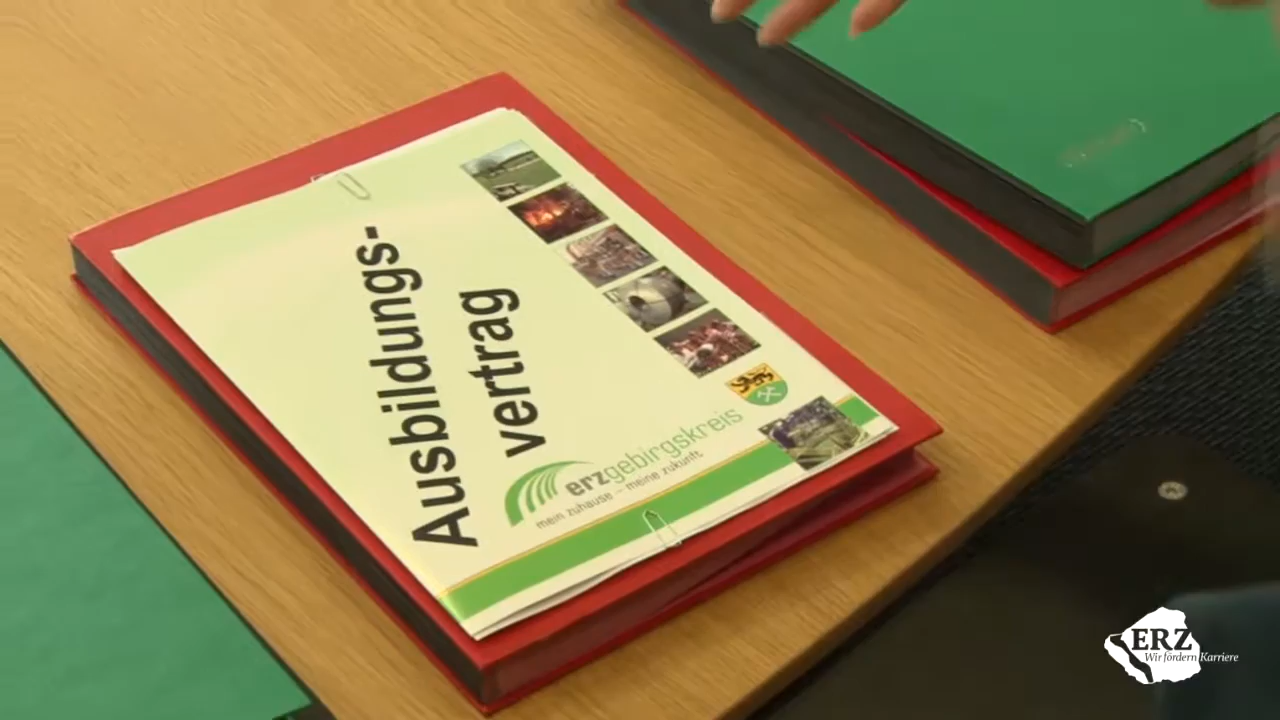 Ausbildungs-
vertrag
erzgebirgskreis
mein zuhause – meine zukunft.
ERZ
Wir fördern Karriere